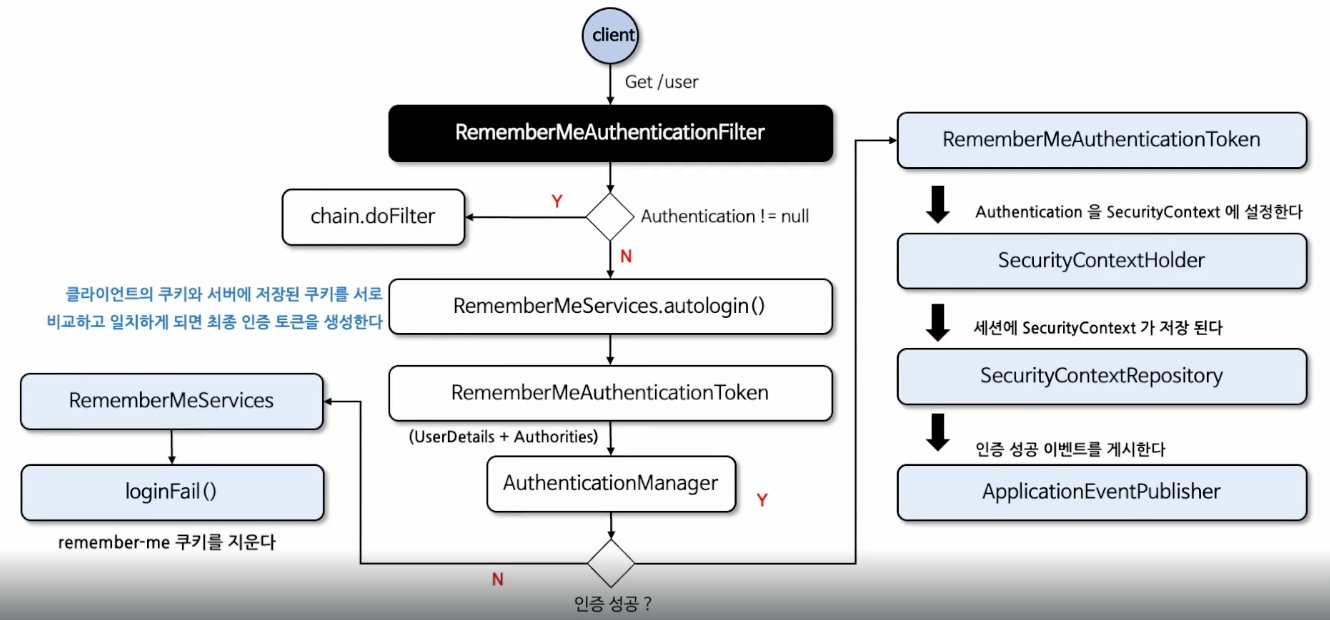 client
Get /user
RememberMeAuthenticationFilter
Y
chain.doFilter
Authentication != null
N
클라이언트의 쿠키와 서버에 저장된 쿠키를 서로
비교하고 일치하게 되면 최종 인증 토큰을 생성한다
RememberMeServices.autologin()
RememberMeAuthenticationToken
(UserDetails + Authorities)
AuthenticationManager
인증 성공 ?
N
RememberMeServices
loginFail()
remember-me 쿠키를 지운다
Y
RememberMeAuthenticationToken
Authentication 을 SecurityContext 에 설정한다
SecurityContextHolder
세션에 SecurityContext 가 저장 된다
SecurityContextRepository
인증 성공 이벤트를 게시한다
ApplicationEventPublisher